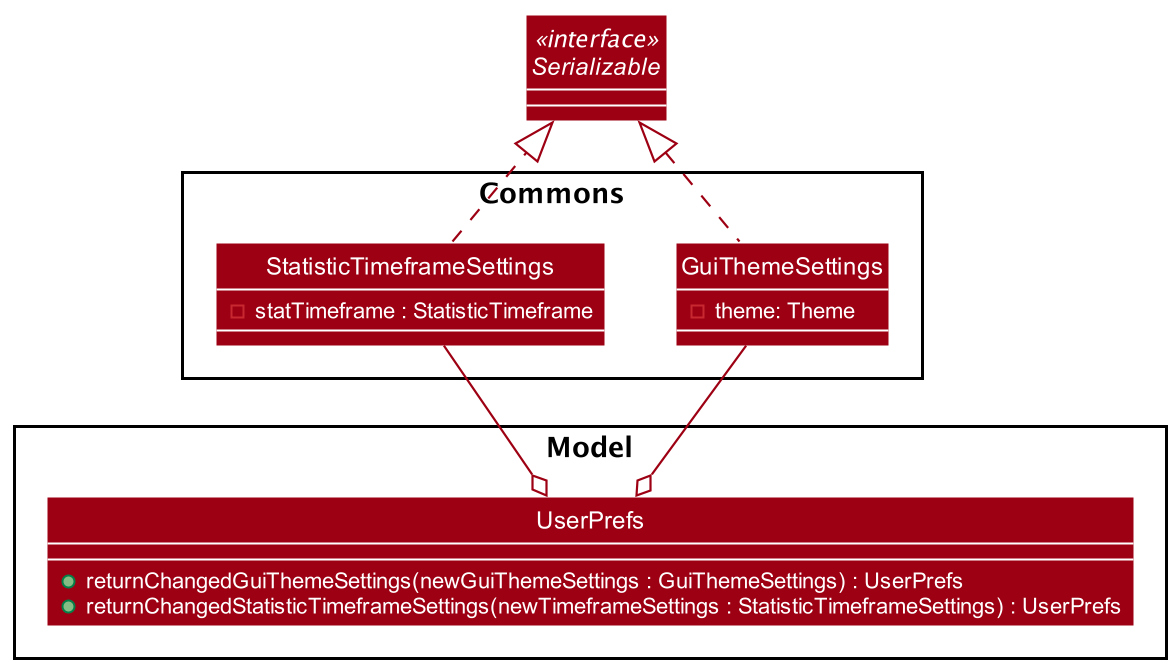 «interface»
Serializable
Commons
StatisticTimeframeSettings
statTimeframe : StatisticTimeframe
GuiThemeSettings
theme: Theme
Model
UserPrefs
returnChangedGuiThemeSettings(newGuiThemeSettings : GuiThemeSettings) : UserPrefs
returnChangedStatisticTimeframeSettings(newTimeframeSettings : StatisticTimeframeSettings) : UserPrefs